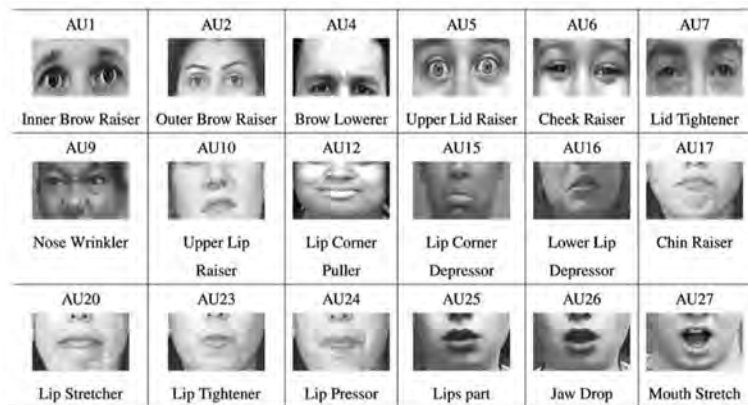 AU1 AU2 AU4 AU5 AU6 AU7
Inner Brow Raiser Outer Brow Raiser Brow Lowerer Upper Lid Raiser Cheek Raiser Lid Tightener
AU9 AU10 AU12 AU15 AU16 AU17
Nose Wrinkler Upper Lip Lip Corner Lip Corner Lower Lip Chin Raiser
Raiser Puller Depressor Depressor
AU20 AU23 AU24 AU25 AU26 AU27
Lip Stretcher Lip Tightener Lip Pressor Lips part Jaw Drop Mouth Stretch